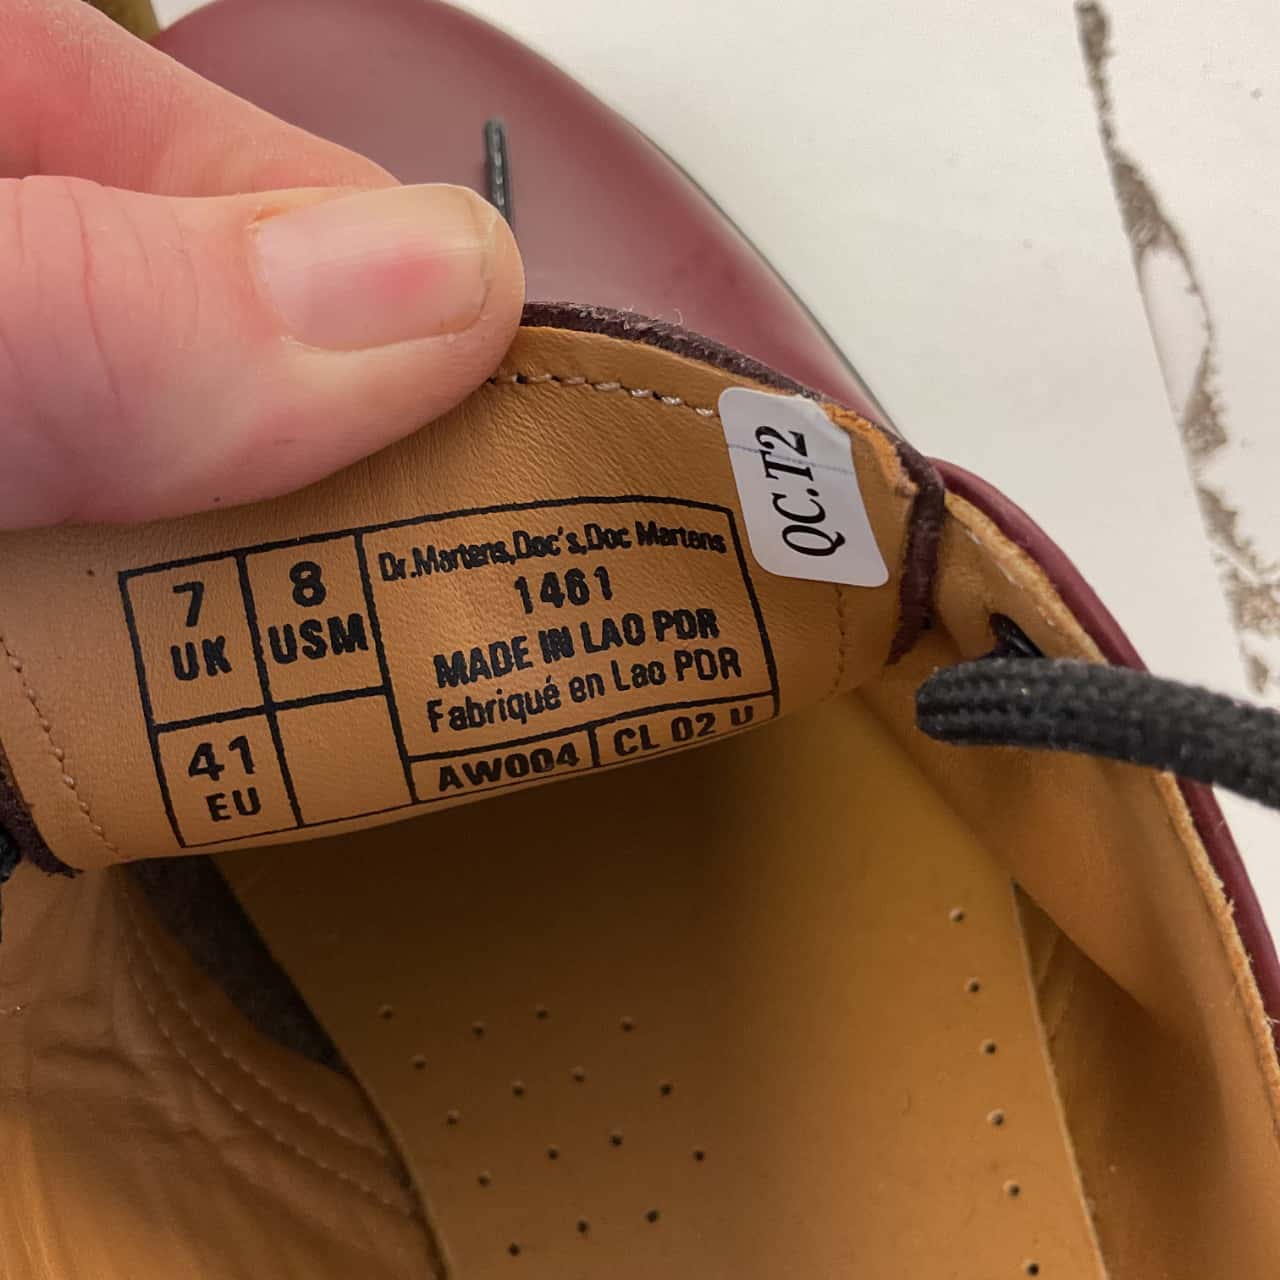 7
UK
8
USM
41
EU
Dr.Martens,Doc's,Doc Martens
1461
MADE IN LAO PDR
Fabriqué en Lao PDR
AW004
CL 02 U
QC.T2